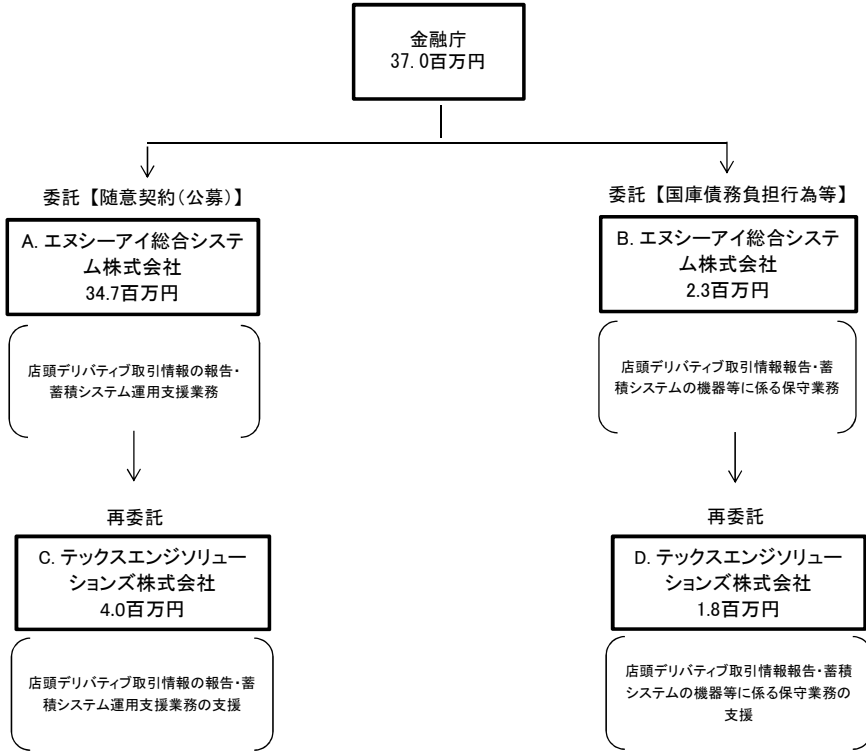 金融庁
37.0百万円
委託【随意契約(公募)】
A. エヌシーアイ総合システ
ム株式会社
34.7百万円
店頭デリバティブ取引情報の報告・
蓄積システム運用支援業務
再委託
C. テックスエンジソリュー
ションズ株式会社
4.0百万円
店頭デリバティブ取引情報の報告・蓄
積システム運用支援業務の支援
委託【国庫債務負担行為等】
B. エヌシーアイ総合システ
ム株式会社
2.3百万円
店頭デリバティブ取引情報報告・蓄
積システムの機器等に係る保守業務
再委託
D. テックスエンジソリュー
ションズ株式会社
1.8百万円
店頭デリバティブ取引情報報告・蓄積
システムの機器等に係る保守業務の
支援